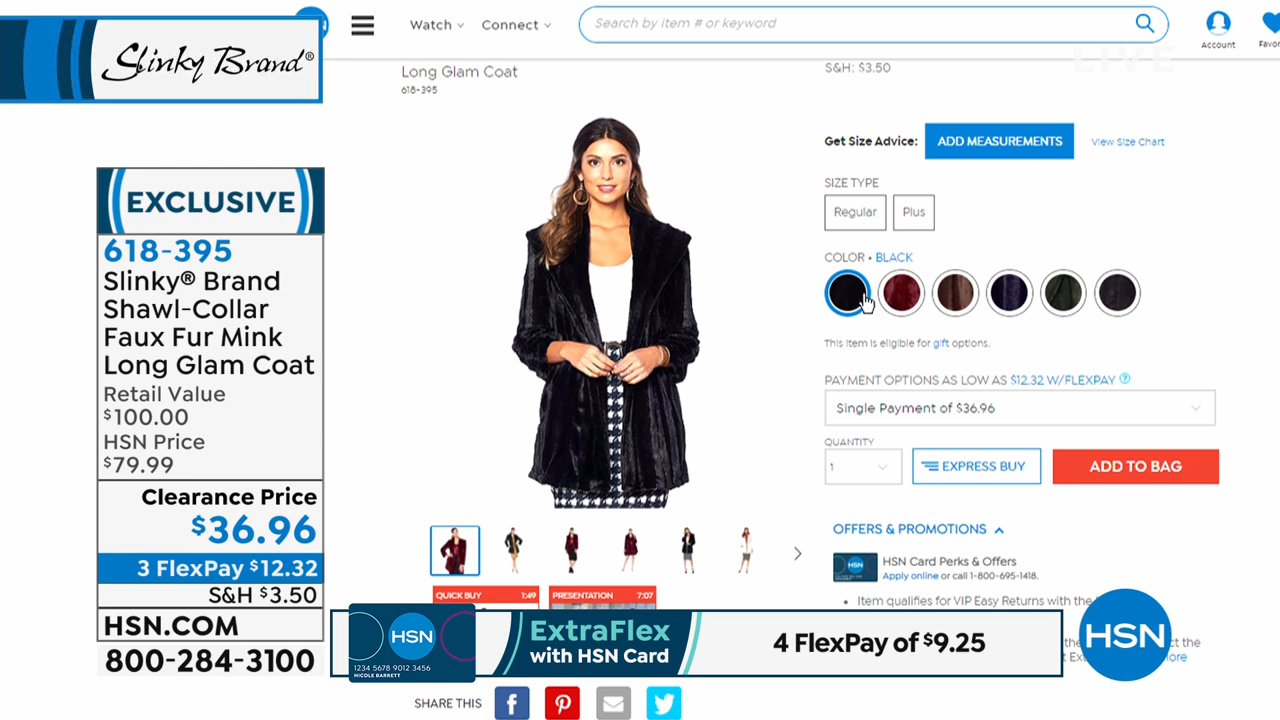 Slinky Brand®
Watch
Connect
Search by item # or keyword
Account
LIVE
Long Glam Coat
618-395
S&H: $3.50
Get Size Advice:
ADD MEASUREMENTS
View Size Chart
SIZE TYPE
Regular
Plus
COLOR • BLACK
This item is eligible for gift options.
PAYMENT OPTIONS AS LOW AS $12.32 W/FLEXPAY
Single Payment of $36.96
QUANTITY
1
EXPRESS BUY
ADD TO BAG
OFFERS & PROMOTIONS
HSN
HSN Card Perks & Offers
Apply online or call 1-800-695-1418.
• Item qualifies for VIP Easy Returns with the
EXCLUSIVE
618-395
Slinky® Brand
Shawl-Collar
Faux Fur Mink
Long Glam Coat
Retail Value
$100.00
HSN Price
$79.99
Clearance Price
$36.96
3 FlexPay $12.32
S&H $3.50
HSN.COM
800-284-3100
QUICK BUY 1:49
PRESENTATION 7:07
HSN
1234 5678 9012 3456
NICOLE BARRETT
ExtraFlex
with HSN Card
4 FlexPay of $9.25
HSN
SHARE THIS